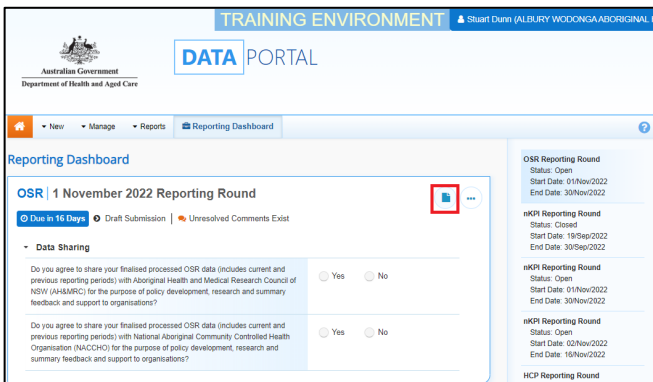 TRAINING ENVIRONMENT
Stuart Dunn (ALBURY WODONGA ABORIGINAL
Australian Government
Department of Health and Aged Care
DATA PORTAL
New Manage Reports Reporting Dashboard
Reporting Dashboard
OSR | 1 November 2022 Reporting Round
Due in 16 Days Draft Submission | Unresolved Comments Exist
Data Sharing
Do you agree to share your finalised processed OSR data (includes current and
previous reporting periods) with Aboriginal Health and Medical Research Council of
NSW (AH&MRC) for the purpose of policy development, research and summary
feedback and support to organisations?
Yes No
Do you agree to share your finalised processed OSR data (includes current and
previous reporting periods) with National Aboriginal Community Controlled Health
Organisation (NACCHO) for the purpose of policy development, research and
summary feedback and support to organisations?
Yes No
OSR Reporting Round
Status: Open
Start Date: 01/Nov/2022
End Date: 30/Nov/2022
nKPI Reporting Round
Status: Closed
Start Date: 19/Sep/2022
End Date: 30/Sep/2022
nKPI Reporting Round
Status: Open
Start Date: 01/Nov/2022
End Date: 30/Nov/2022
nKPI Reporting Round
Status: Open
Start Date: 02/Nov/2022
End Date: 16/Nov/2022
HCP Reporting Round